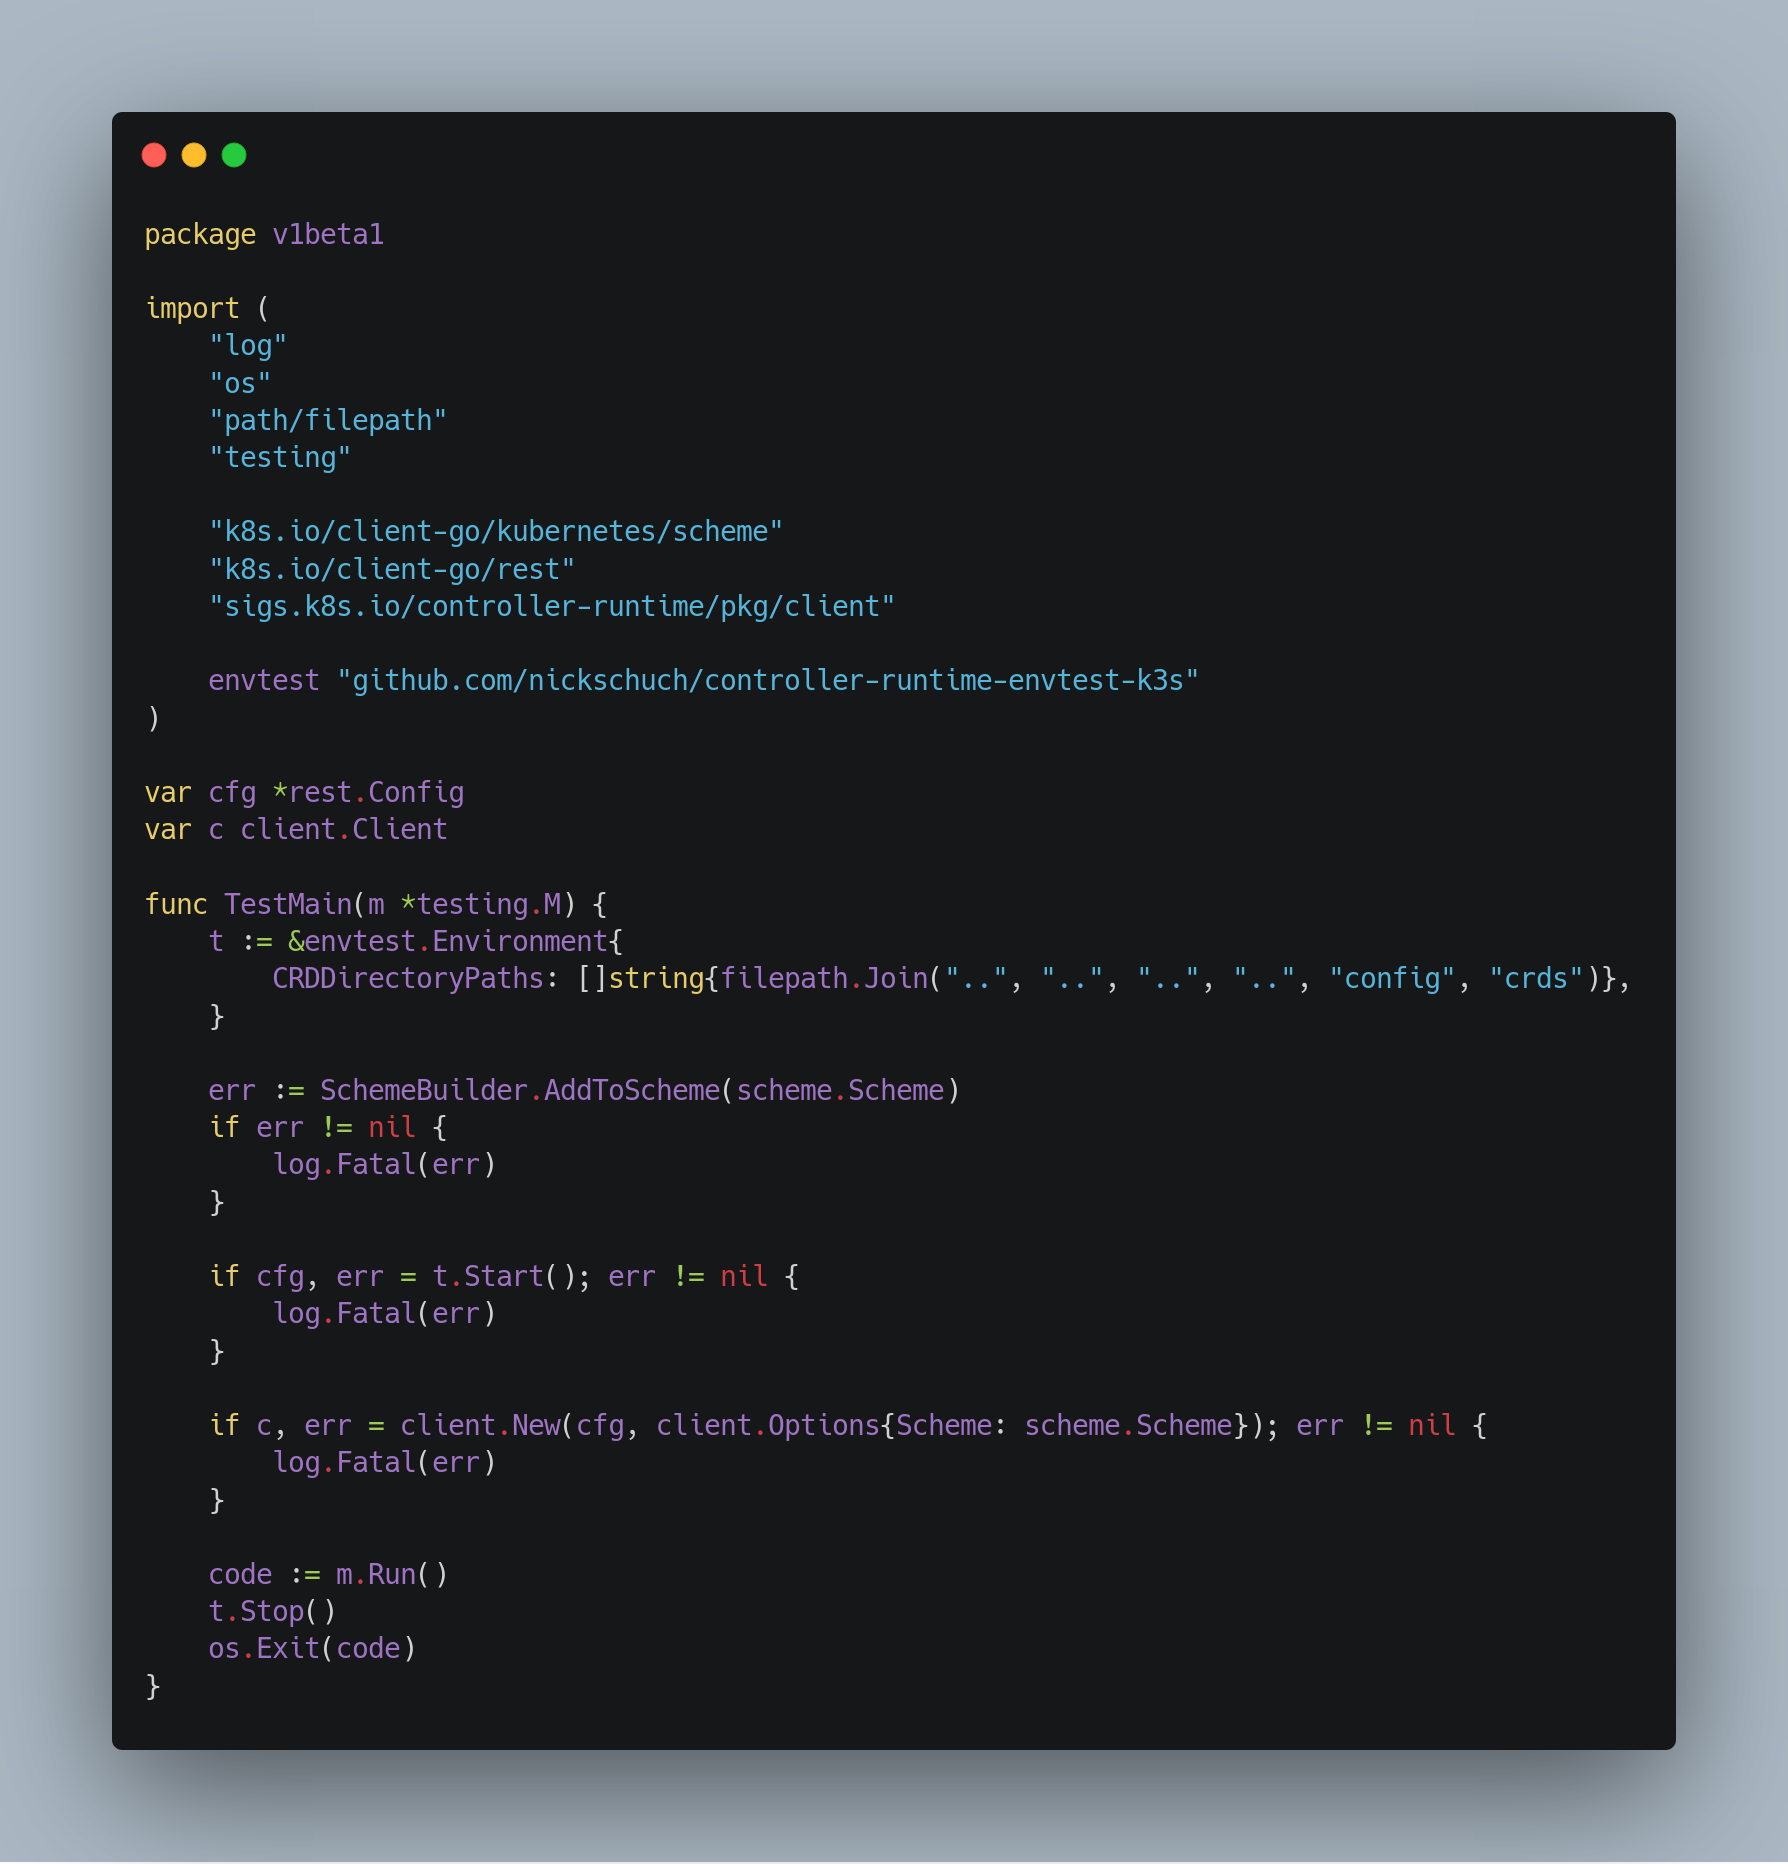 package v1beta1

import (
    "log"
    "os"
    "path/filepath"
    "testing"

    "k8s.io/client-go/kubernetes/scheme"
    "k8s.io/client-go/rest"
    "sigs.k8s.io/controller-runtime/pkg/client"

    envtest "github.com/nickschuch/controller-runtime-envtest-k3s"
)

var cfg *rest.Config
var c client.Client

func TestMain(m *testing.M) {
    t := &envtest.Environment{
        CRDDirectoryPaths: []string{filepath.Join("..", "..", "..", "..", "config", "crds")},
    }

    err := SchemeBuilder.AddToScheme(scheme.Scheme)
    if err != nil {
        log.Fatal(err)
    }

    if cfg, err = t.Start(); err != nil {
        log.Fatal(err)
    }

    if c, err = client.New(cfg, client.Options{Scheme: scheme.Scheme}); err != nil {
        log.Fatal(err)
    }

    code := m.Run()
    t.Stop()
    os.Exit(code)
}